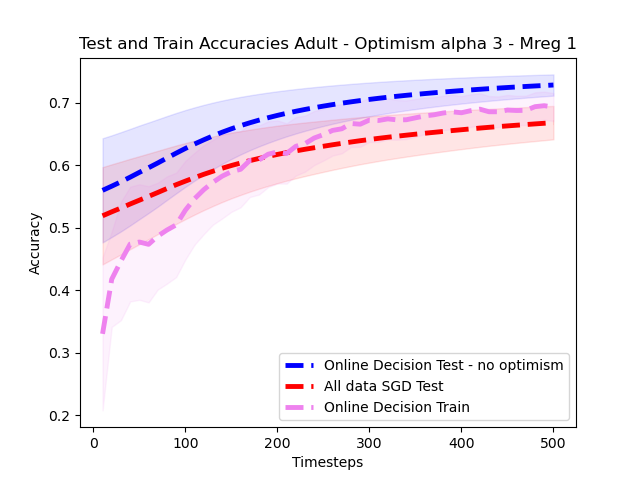 Test and Train Accuracies Adult - Optimism alpha 3 - Mreg 1
Accuracy
0.7
0.6
0.5
0.4
0.3
0.2
Online Decision Test - no optimism
All data SGD Test
Online Decision Train
0
100
200
300
400
500
Timesteps